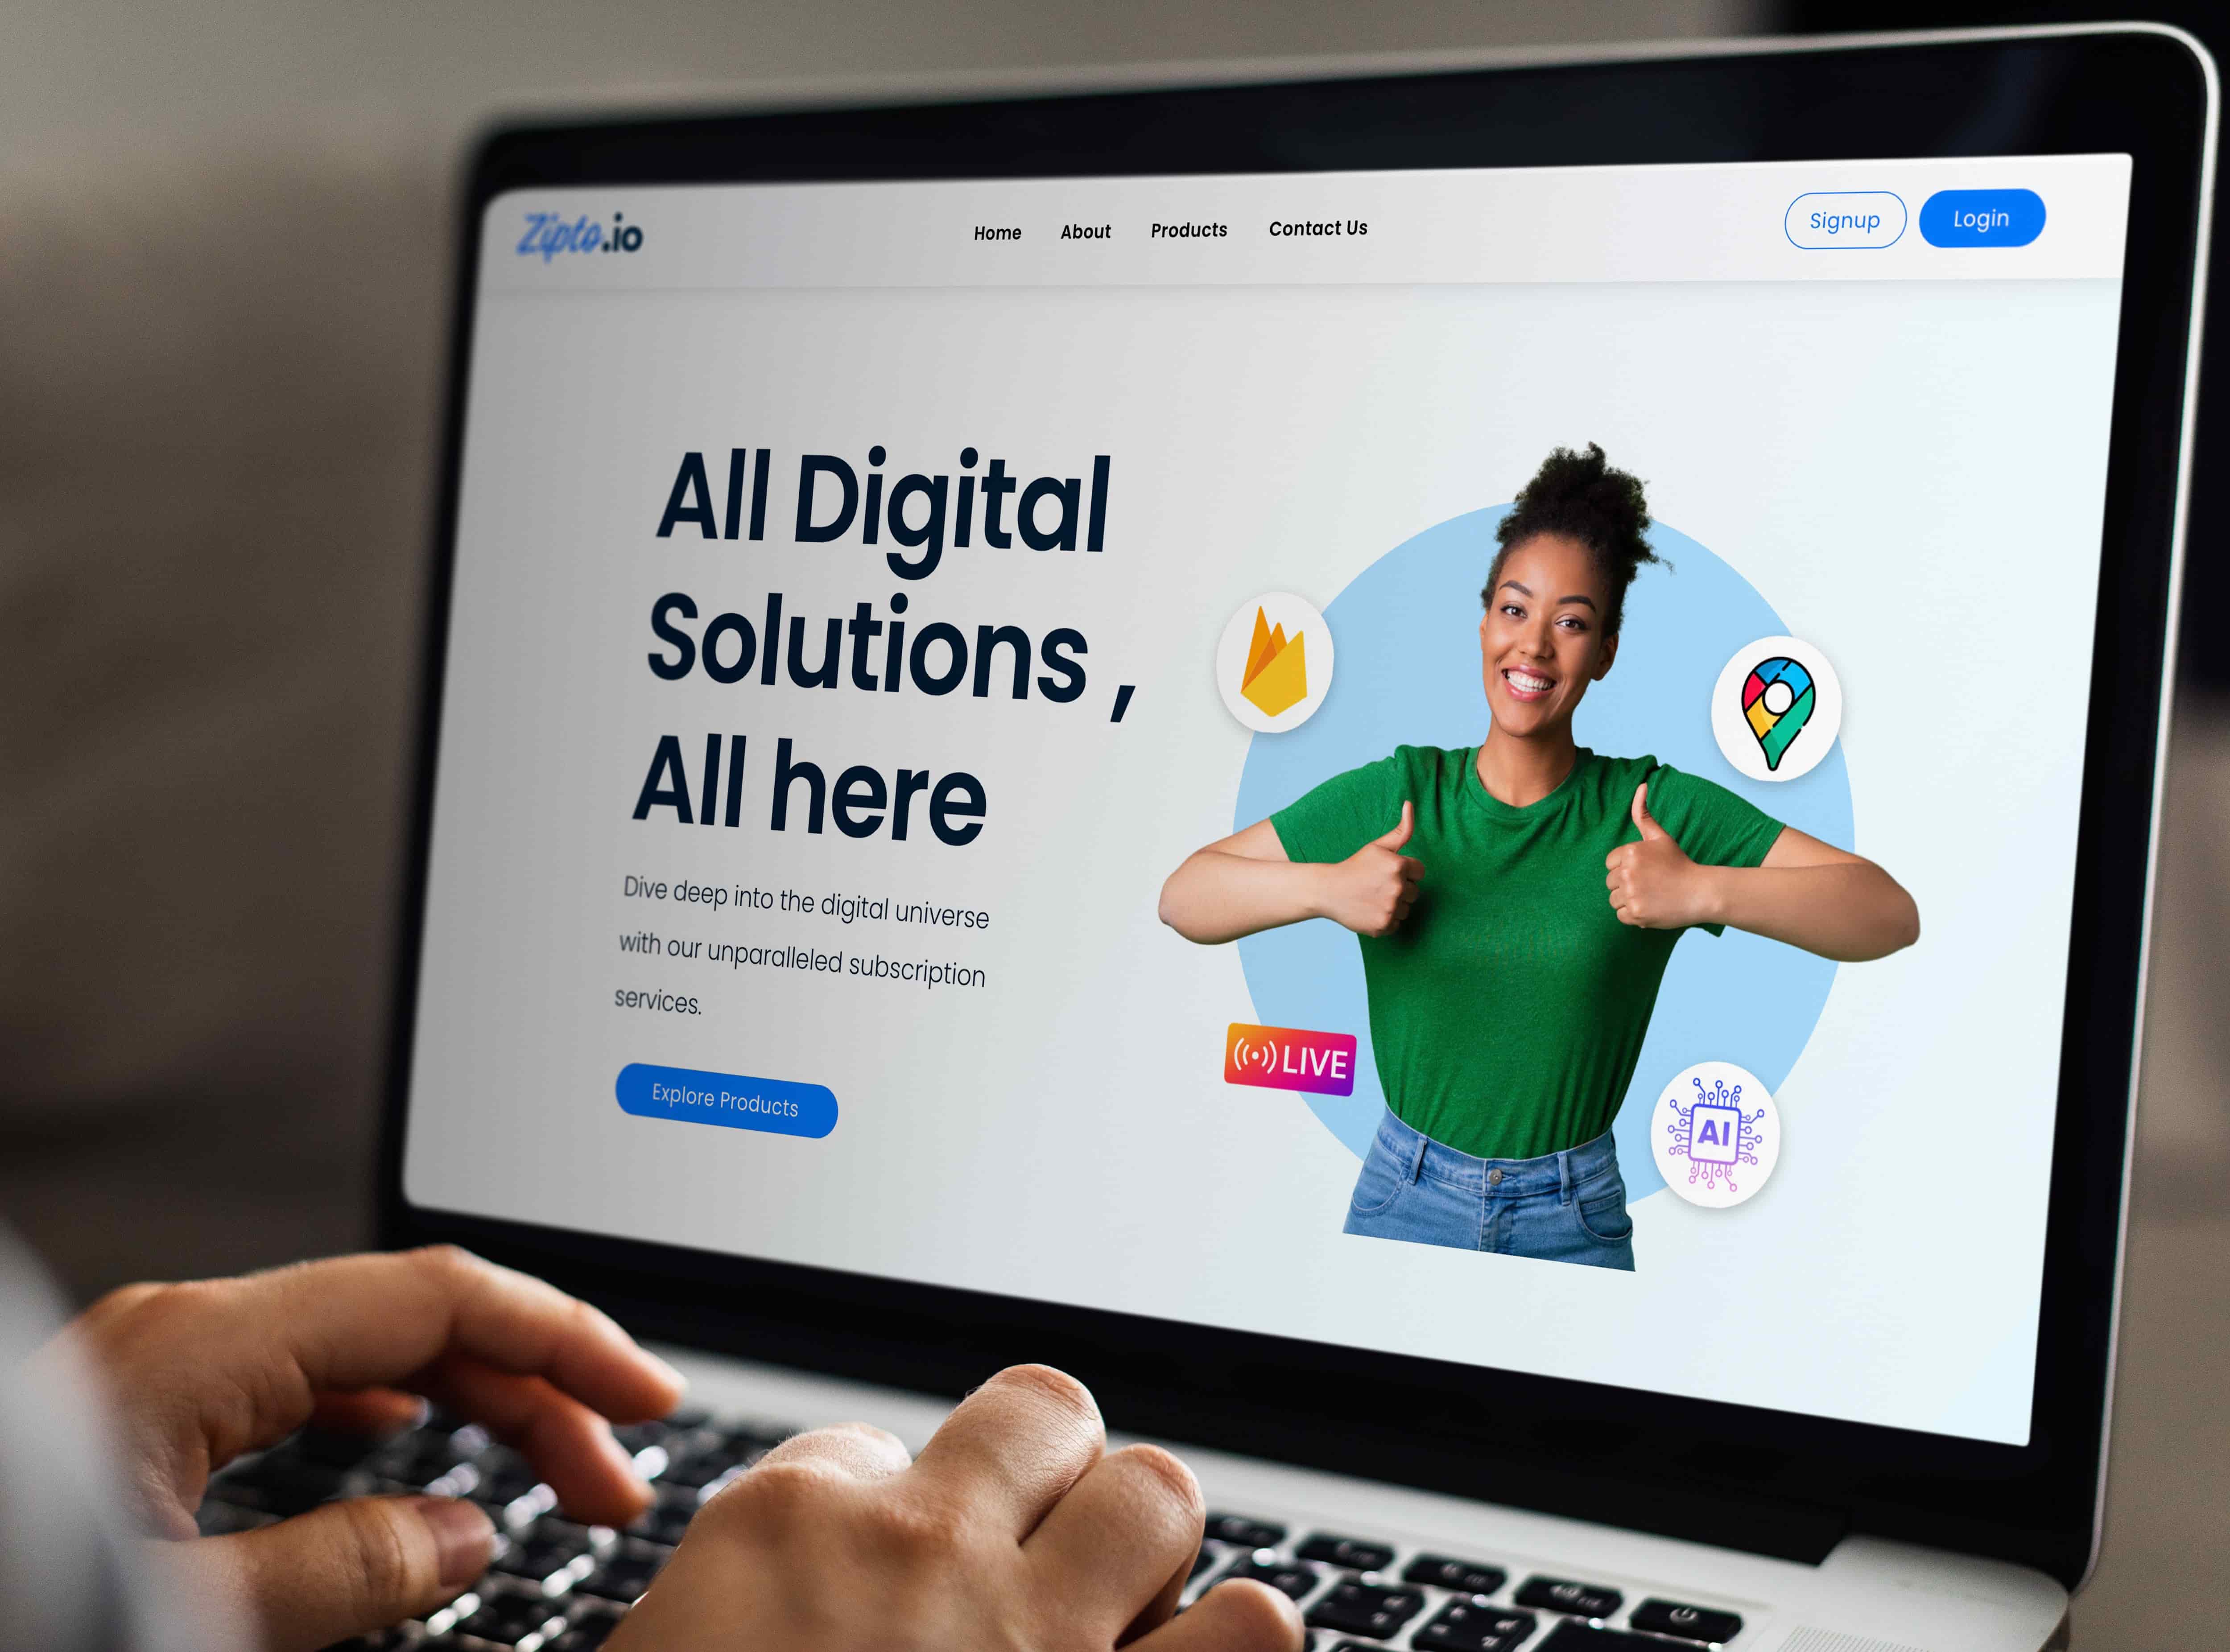 Zipto.io
Home About Products Contact Us
Signup Login
All Digital
Solutions ,
All here
Dive deep into the digital universe
with our unparalleled subscription
services.
Explore Products
LIVE
AI